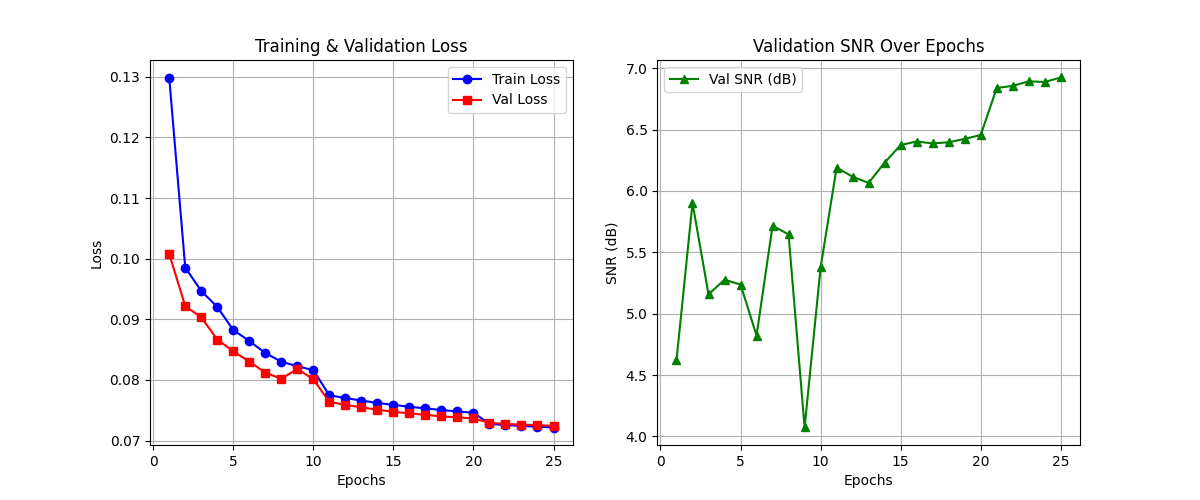 Training & Validation Loss
Train Loss
Val Loss
Loss
0.13
0.12
0.11
0.10
0.09
0.08
0.07
0
5
10
15
20
25
Epochs
Validation SNR Over Epochs
Val SNR (dB)
SNR (dB)
7.0
6.5
6.0
5.5
5.0
4.5
4.0
0
5
10
15
20
25
Epochs